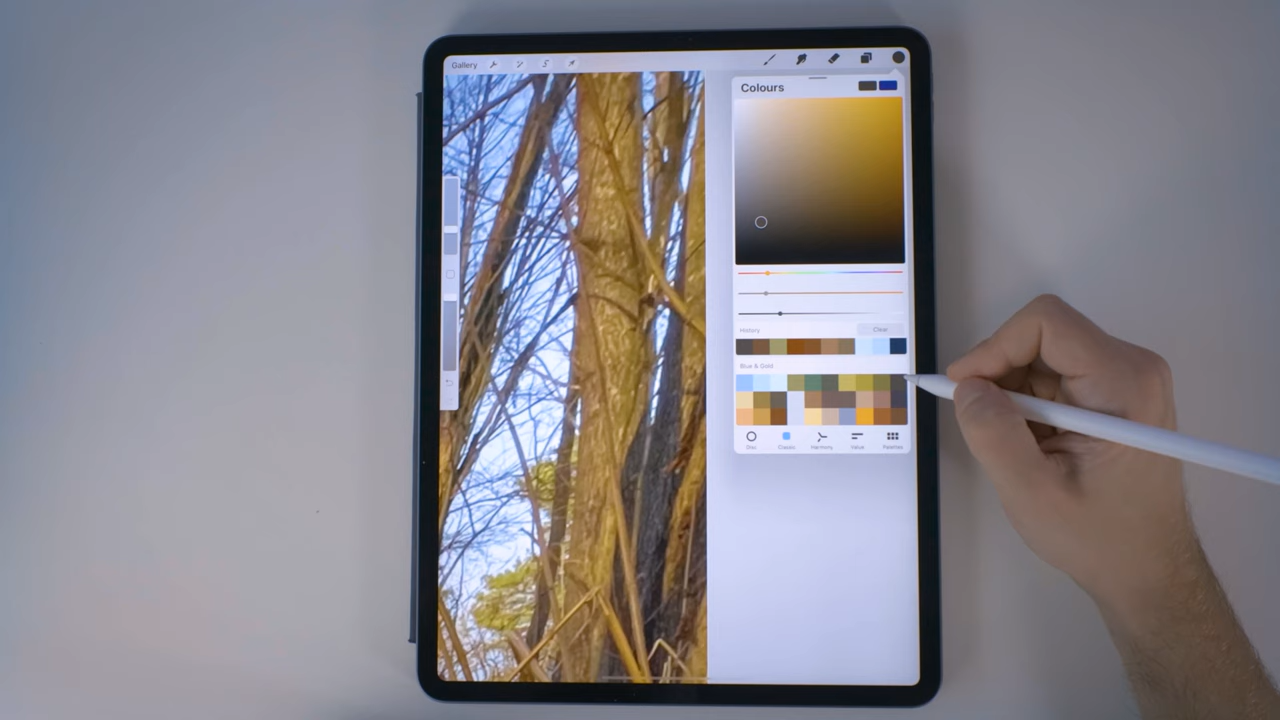 Gallery
Colours
History
Clear
Blue & Gold
Disc
Classic
Harmony
Value
Palettes